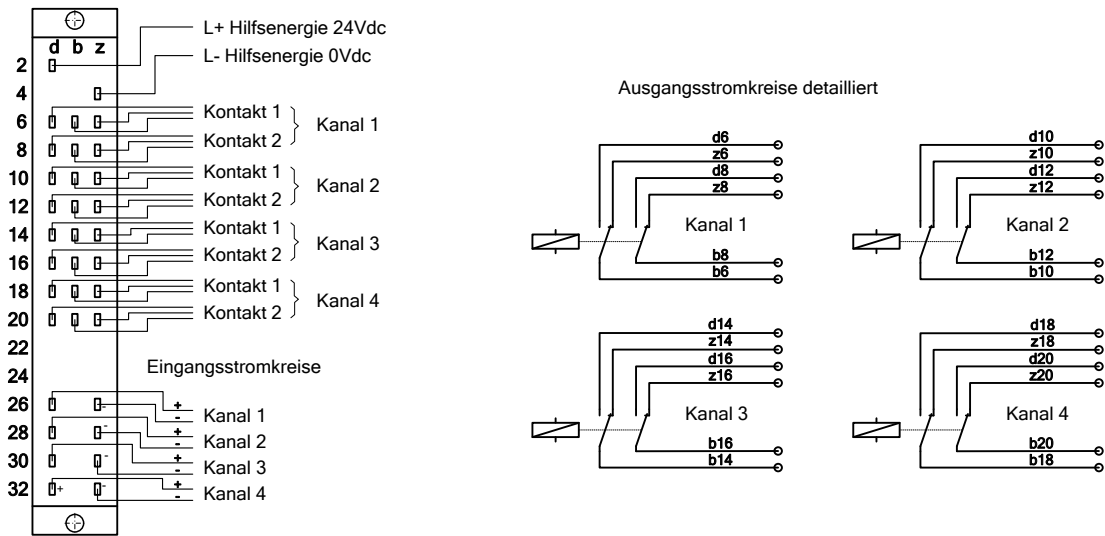 d b z
L+ Hilfsenergie 24Vdc
L- Hilfsenergie 0Vdc
2
4
6
8
10
12
14
16
18
20
22
24
26
28
30
32
Kontakt 1
Kontakt 2
Kanal 1
Kontakt 1
Kontakt 2
Kanal 2
Kontakt 1
Kontakt 2
Kanal 3
Kontakt 1
Kontakt 2
Kanal 4
Eingangsstromkreise
+
- Kanal 1
+
- Kanal 2
+
- Kanal 3
+
- Kanal 4
-
-
-
+ -
Ausgangsstromkreise detailliert
d6
z6
d8
z8
Kanal 1
b8
b6
d10
z10
d12
z12
Kanal 2
b12
b10
d14
z14
d16
z16
Kanal 3
b16
b14
d18
z18
d20
z20
Kanal 4
b20
b18